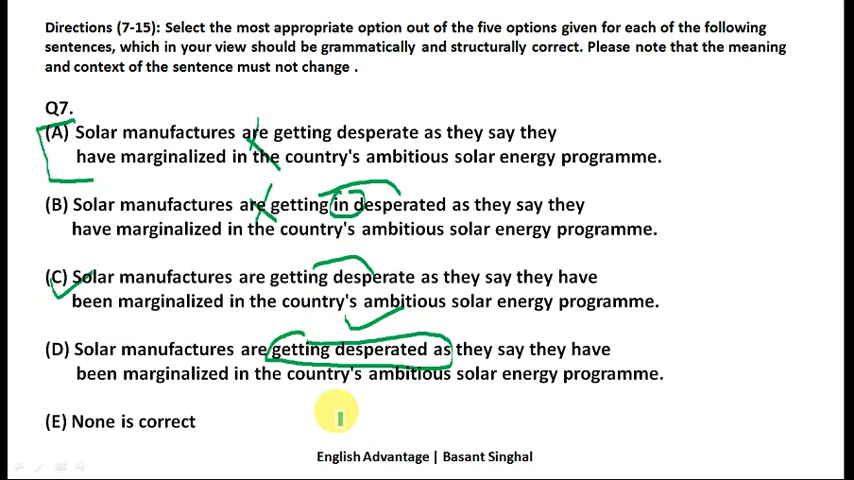 Directions (7-15): Select the most appropriate option out of the five options given for each of the following
sentences, which in your view should be grammatically and structurally correct. Please note that the meaning
and context of the sentence must not change .
Q7.
(A) Solar manufactures are getting desperate as they say they
have marginalized in the country's ambitious solar energy programme.
(B) Solar manufactures are getting in desperated as they say they
have marginalized in the country's ambitious solar energy programme.
(C) Solar manufactures are getting desperate as they say they have
been marginalized in the country's ambitious solar energy programme.
(D) Solar manufactures are getting desperated as they say they have
been marginalized in the country's ambitious solar energy programme.
(E) None is correct
English Advantage | Basant Singhal